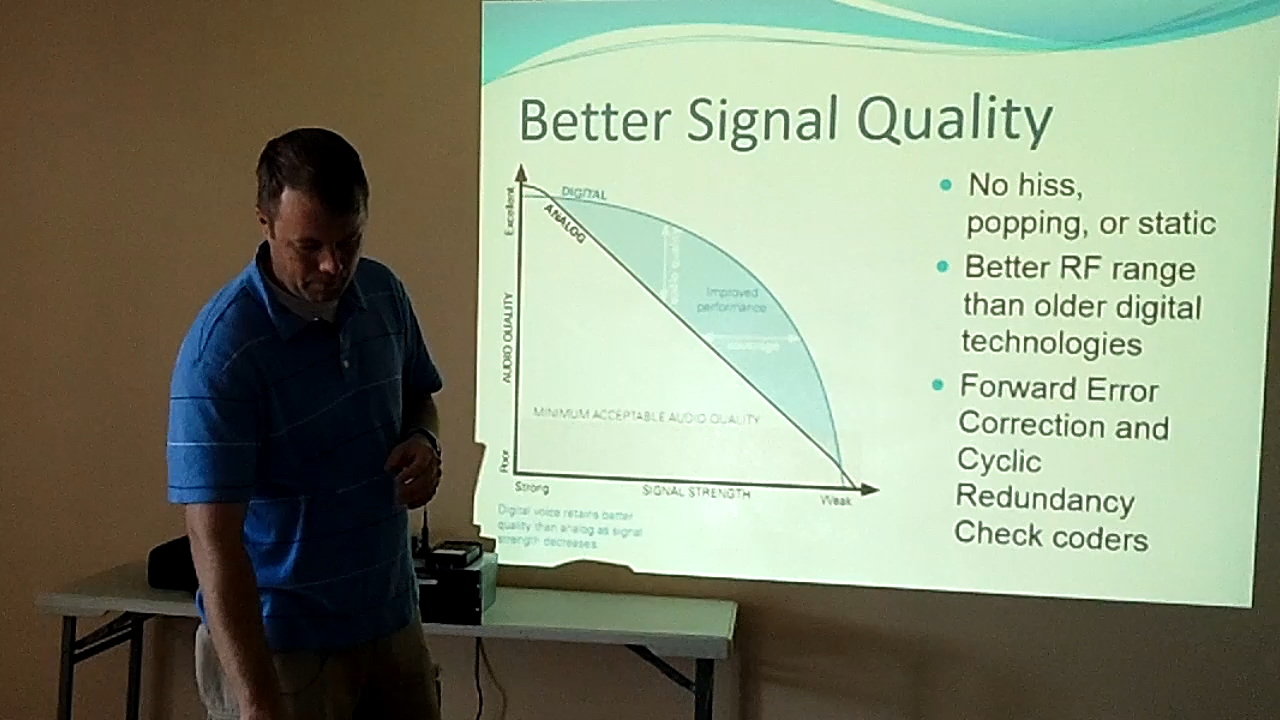 Better Signal Quality
DIGITAL
ANALOG
Excellent
AUDIO QUALITY
Poor
Improved
performance
coverage
MINIMUM ACCEPTABLE AUDIO QUALITY
Strong
SIGNAL STRENGTH
Weak
Digital voice retains better
quality than analog as signal
strength decreases.
No hiss,
popping, or static
Better RF range
than older digital
technologies
Forward Error
Correction and
Cyclic
Redundancy
Check coders